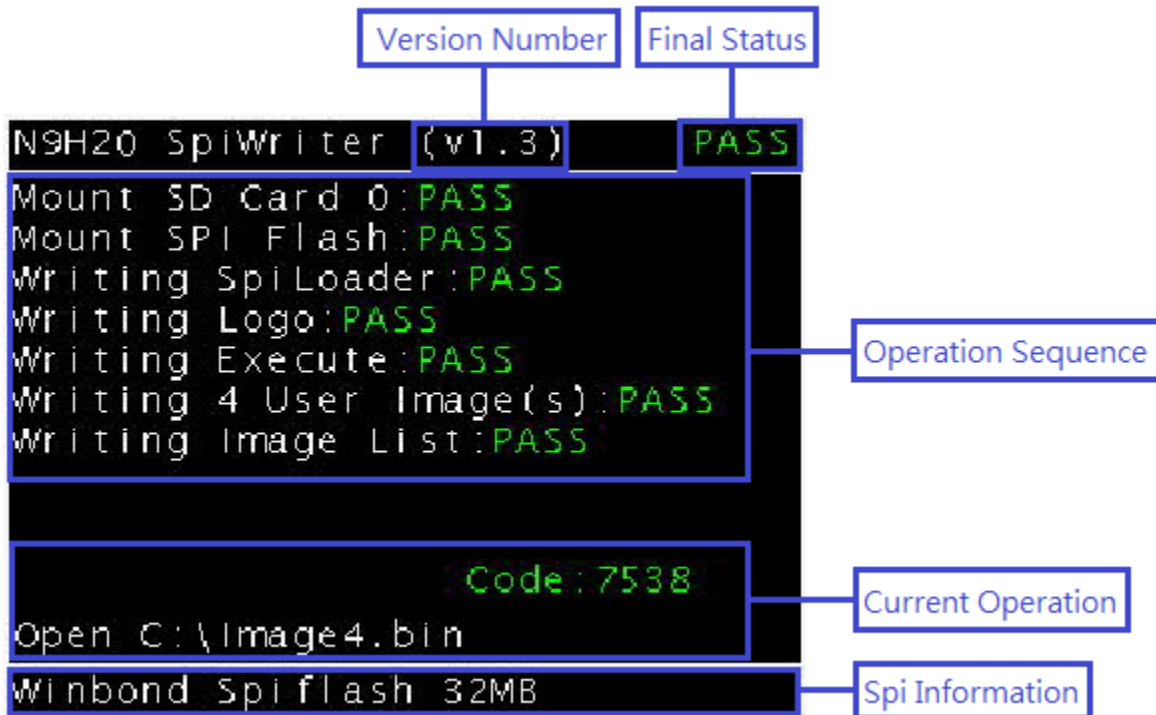 Version Number
Final Status
N9H20 SpiWriter (v1.3) PASS
Mount SD Card 0:PASS
Mount SPI Flash:PASS
Writing SpiLoader:PASS
Writing Logo:PASS
Writing Execute:PASS
Writing 4 User Image(s):PASS
Writing Image List:PASS
Operation Sequence
Code:7538
Open C:\Image4.bin
Current Operation
Winbond Spiflash 32MB
Spi Information